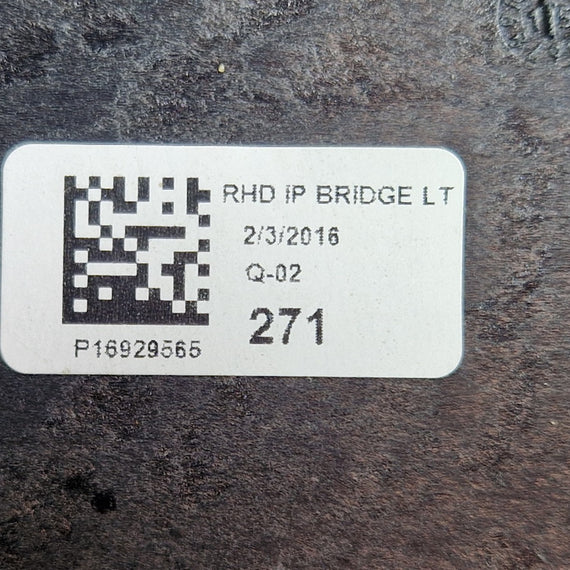 RHD IP BRIDGE LT
2/3/2016
Q-02
271
P16929565